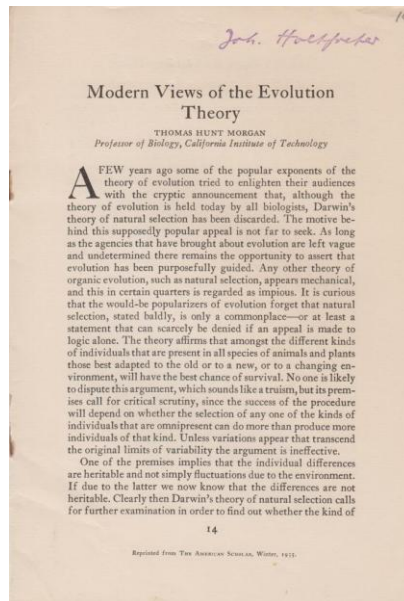 Joh. Holtfreter
Modern Views of the Evolution
Theory
THOMAS HUNT MORGAN
Professor of Biology, California Institute of Technology
A FEW years ago some of the popular exponents of the
theory of evolution tried to enlighten their audiences
with the cryptic announcement that, although the
theory of evolution is held today by all biologists, Darwin's
theory of natural selection has been discarded. The motive be-
hind this supposedly popular appeal is not far to seek. As long
as the agencies that have brought about evolution are left vague
and undetermined there remains the opportunity to assert that
evolution has been purposefully guided. Any other theory of
organic evolution, such as natural selection, appears mechanical,
and this in certain quarters is regarded as impious. It is curious
that the would-be popularizers of evolution forget that natural
selection, stated baldly, is only a commonplace—or at least a
statement that can scarcely be denied if an appeal is made to
logic alone. The theory affirms that amongst the different kinds
of individuals that are present in all species of animals and plants
those best adapted to the old or to a new, or to a changing en-
vironment, will have the best chance of survival. No one is likely
to dispute this argument, which sounds like a truism, but its prem-
ises call for critical scrutiny, since the success of the procedure
will depend on whether the selection of any one of the kinds of
individuals that are omnipresent can do more than produce more
individuals of that kind. Unless variations appear that transcend
the original limits of variability the argument is ineffective.
One of the premises implies that the individual differences
are heritable and not simply fluctuations due to the environment.
If due to the latter we now know that the differences are not
heritable. Clearly then Darwin's theory of natural selection calls
for further examination in order to find out whether the kind of
14
Reprinted from THE AMERICAN SCHOLAR, Winter, 1935.